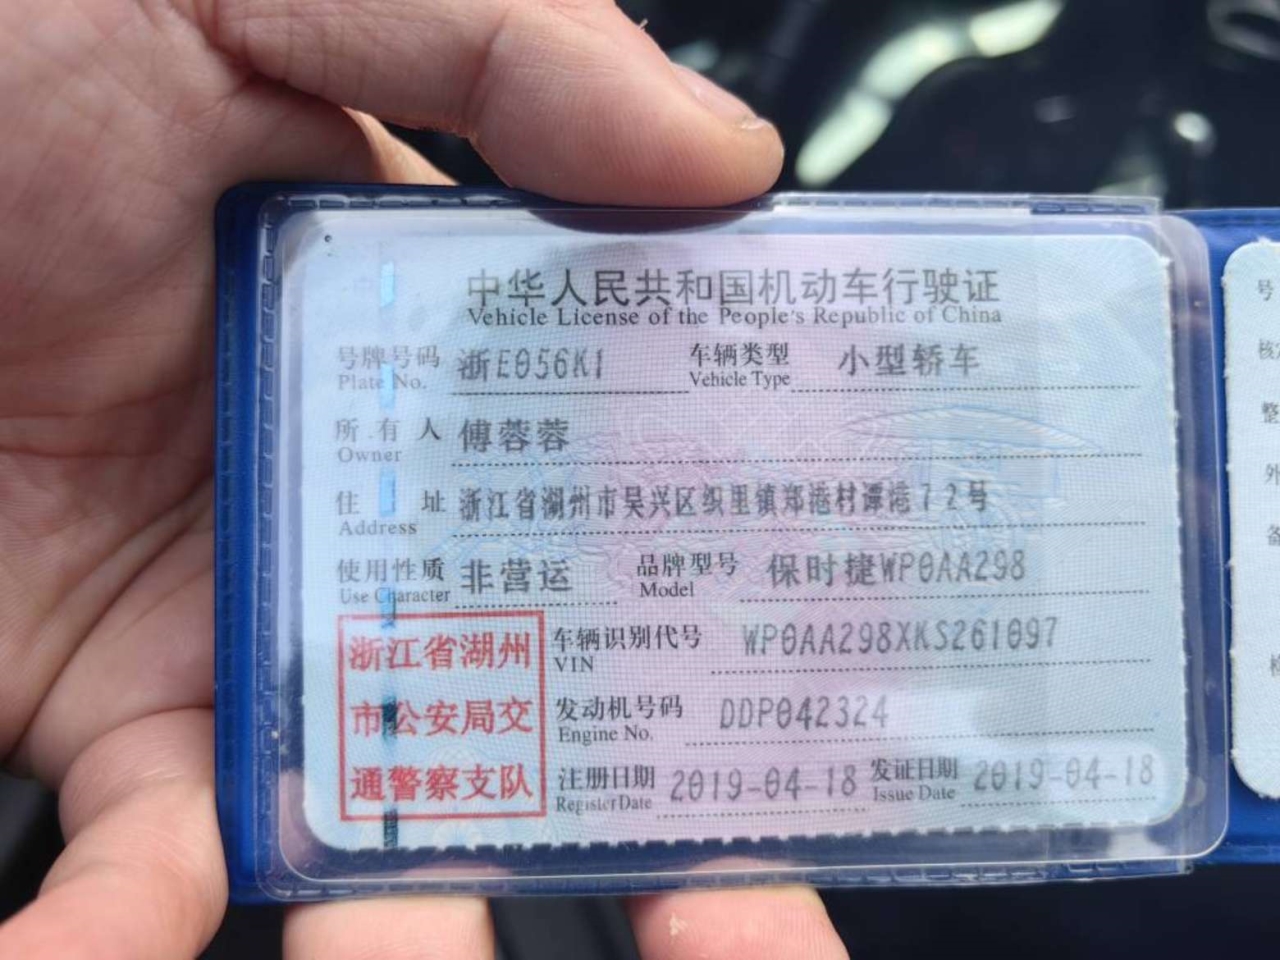 中华人民共和国机动车行驶证
Vehicle License of the People's Republic of China
号牌号码 浙E056K1 车辆类型 小型轿车
Plate No. Vehicle Type
所有人 傅蓉蓉
Owner
住址 浙江省湖州市吴兴区织里镇郑港村谭港72号
Address
使用性质 非营运 品牌型号 保时捷WP0AA298
Use Character Model
浙江省湖州
市公安局交
通警察支队
车辆识别代号 WP0AA298XKS261097
VIN
发动机号码 DDP042324
Engine No.
注册日期 2019-04-18 发证日期 2019-04-18
Register Date Issue Date
号
核
整
外
备
检